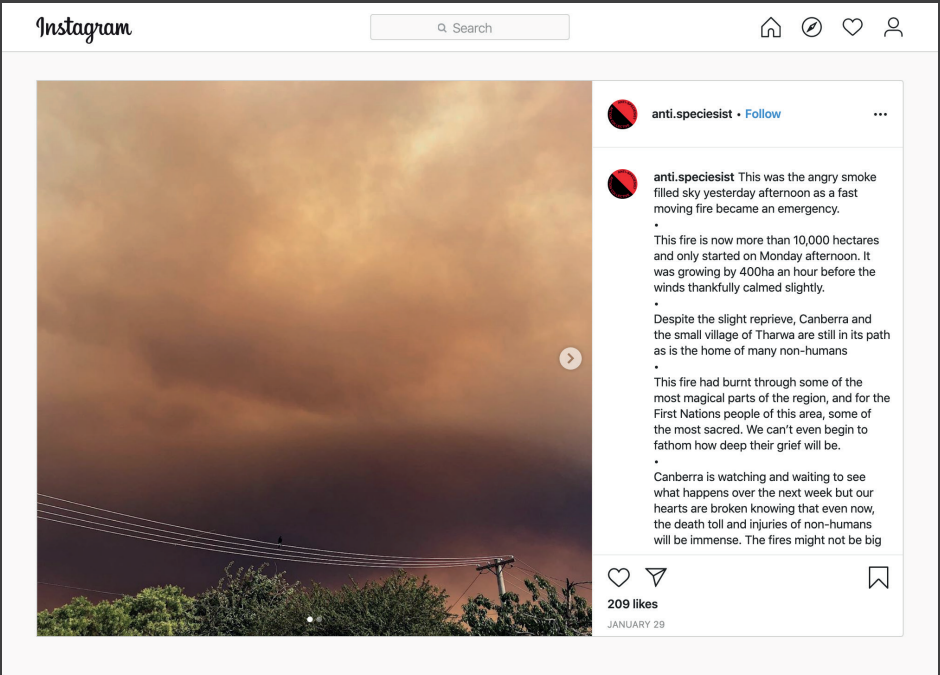 Instagram
Search
anti.speciesist • Follow
anti.speciesist This was the angry smoke
filled sky yesterday afternoon as a fast
moving fire became an emergency.
•
This fire is now more than 10,000 hectares
and only started on Monday afternoon. It
was growing by 400ha an hour before the
winds thankfully calmed slightly.
•
Despite the slight reprieve, Canberra and
the small village of Tharwa are still in its path
as is the home of many non-humans
•
This fire had burnt through some of the
most magical parts of the region, and for the
First Nations people of this area, some of
the most sacred. We can't even begin to
fathom how deep their grief will be.
•
Canberra is watching and waiting to see
what happens over the next week but our
hearts are broken knowing that even now,
the death toll and injuries of non-humans
will be immense. The fires might not be big
209 likes
JANUARY 29